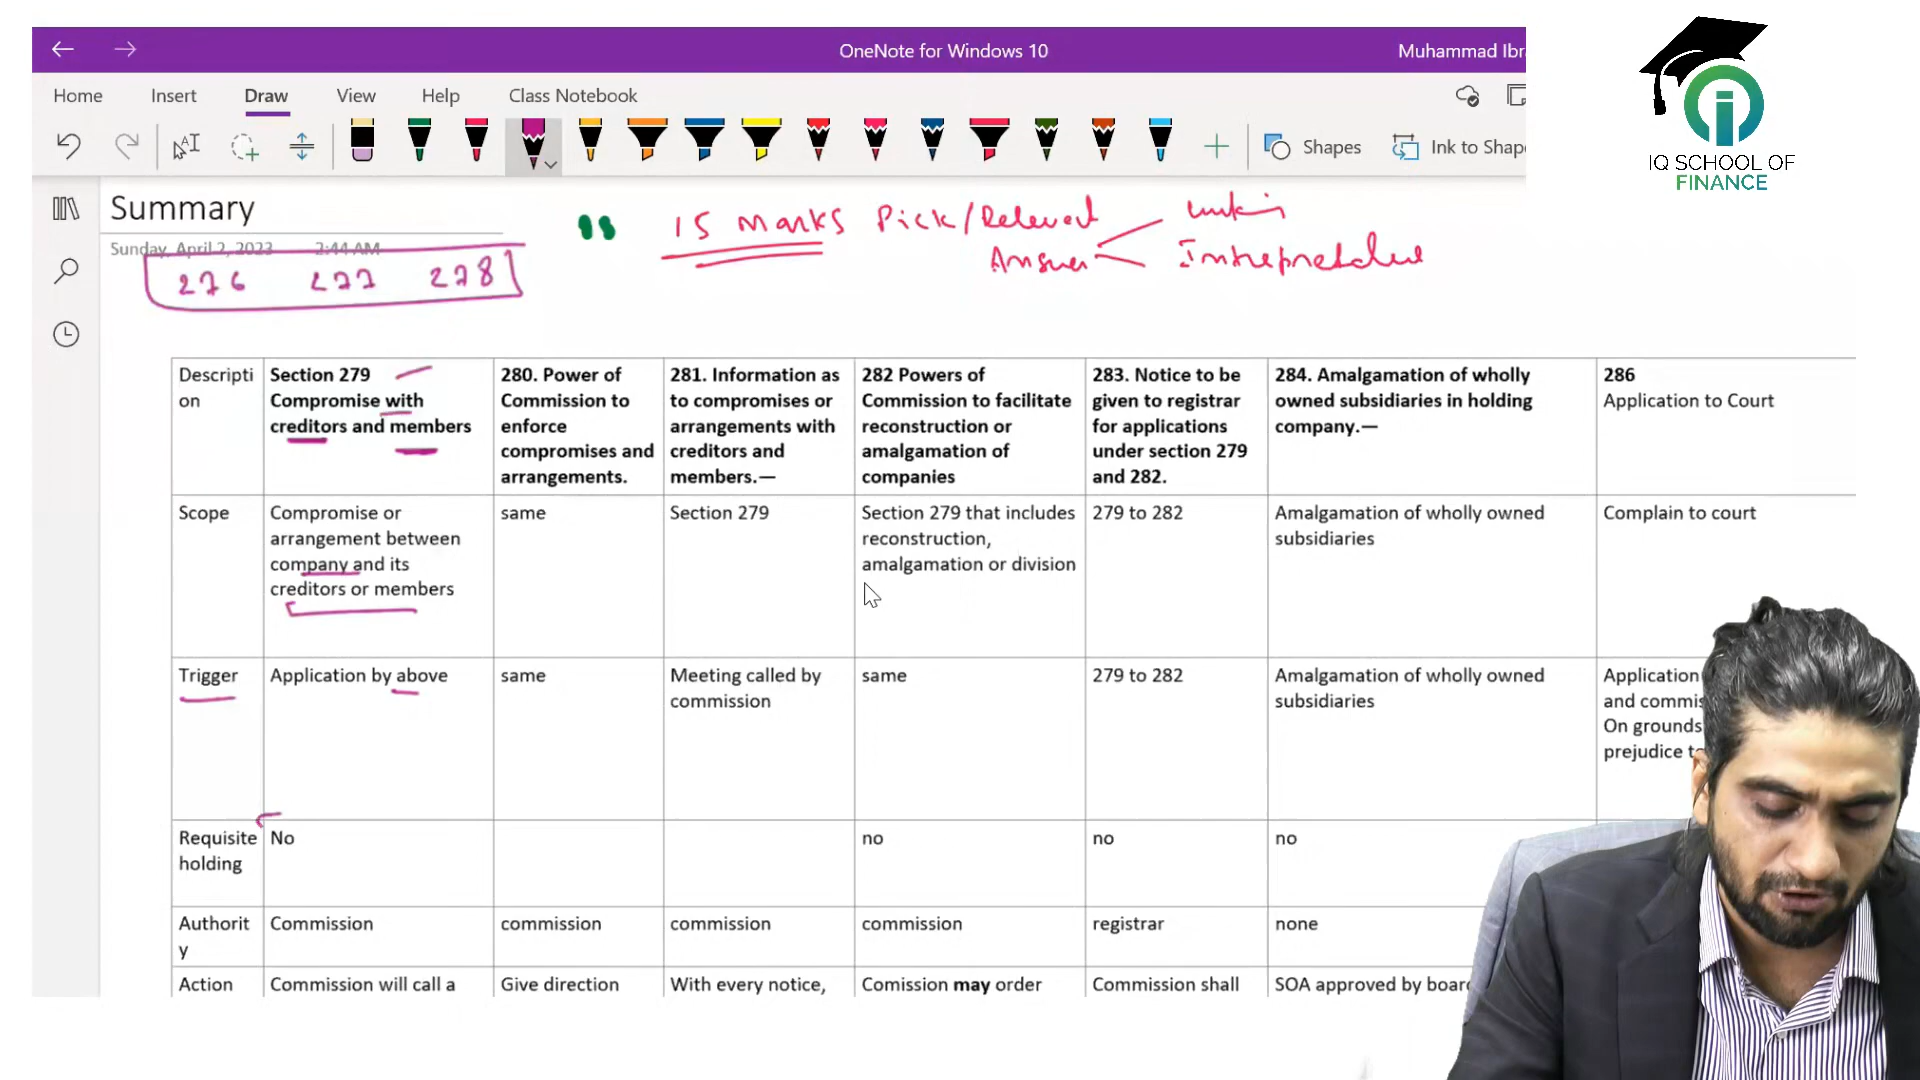 OneNote for Windows 10
Muhammad Ibr
Home Insert Draw View Help Class Notebook
Shapes
Ink to Shap
IQ SCHOOL OF
FINANCE
Summary
Sunday, April 2, 2023 2:44 AM
15 Marks Pick/Relevent
Answer
276 277 278
Descripti
on
Section 279
Compromise with
creditors and members
280. Power of
Commission to
enforce
compromises and
arrangements.
281. Information as
to compromises or
arrangements with
creditors and
members.—
282 Powers of
Commission to facilitate
reconstruction or
amalgamation of
companies
283. Notice to be
given to registrar
for applications
under section 279
and 282.
284. Amalgamation of wholly
owned subsidiaries in holding
company.—
286
Application to Court
Scope
Compromise or
arrangement between
company and its
creditors or members
same
Section 279
Section 279 that includes
reconstruction,
amalgamation or division
279 to 282
Amalgamation of wholly owned
subsidiaries
Complain to court
Trigger
Application by above
same
Meeting called by
commission
same
279 to 282
Amalgamation of wholly owned
subsidiaries
Application
and commis
On grounds
prejudice to
Requisite
holding
No
no
no
no
Authorit
y
Commission
commission
commission
commission
registrar
none
Action
Commission will call a
Give direction
With every notice,
Comission may order
Commission shall
SOA approved by board